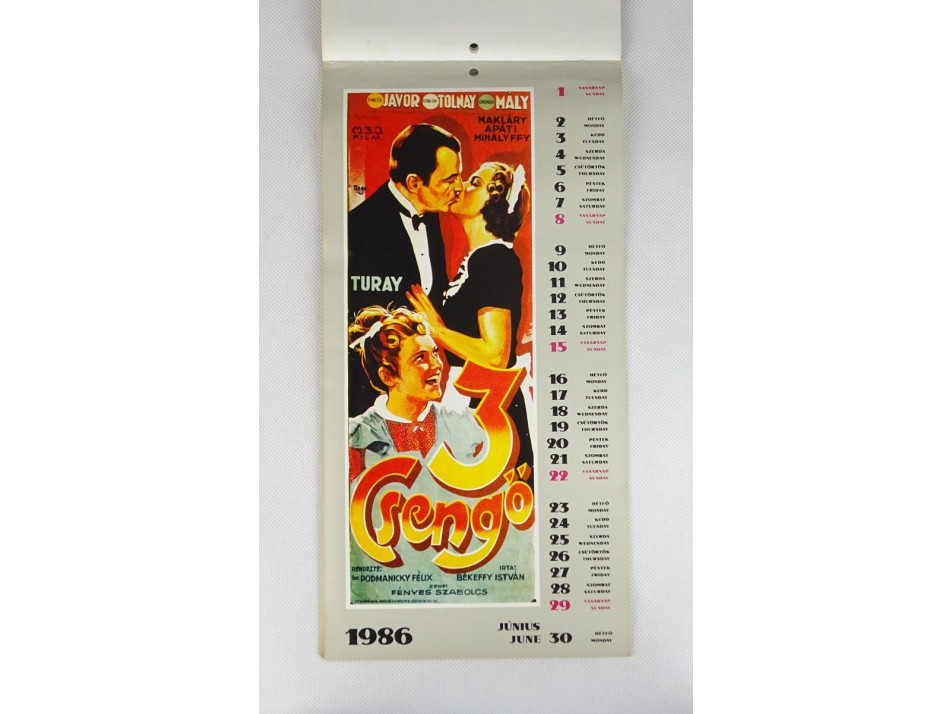 JÁVOR TOLNAY MÁLY
MAKLÁRY
APÁTI
MIHÁLYFFY
FILM
TURAY
3
Csengő
RENDEZTE:
PODMANICKY FÉLIX
IRTA:
BÉKEFFY ISTVÁN
ZENE:
FÉNYES SZABOLCS
1 VASÁRNAP SUNDAY
2 HÉTFŐ MONDAY
3 KEDD TUESDAY
4 SZERDA WEDNESDAY
5 CSÜTÖRTÖK THURSDAY
6 PÉNTEK FRIDAY
7 SZOMBAT SATURDAY
8 VASÁRNAP SUNDAY
9 HÉTFŐ MONDAY
10 KEDD TUESDAY
11 SZERDA WEDNESDAY
12 CSÜTÖRTÖK THURSDAY
13 PÉNTEK FRIDAY
14 SZOMBAT SATURDAY
15 VASÁRNAP SUNDAY
16 HÉTFŐ MONDAY
17 KEDD TUESDAY
18 SZERDA WEDNESDAY
19 CSÜTÖRTÖK THURSDAY
20 PÉNTEK FRIDAY
21 SZOMBAT SATURDAY
22 VASÁRNAP SUNDAY
23 HÉTFŐ MONDAY
24 KEDD TUESDAY
25 SZERDA WEDNESDAY
26 CSÜTÖRTÖK THURSDAY
27 PÉNTEK FRIDAY
28 SZOMBAT SATURDAY
29 VASÁRNAP SUNDAY
1986
JÚNIUS
JUNE 30 HÉTFŐ MONDAY